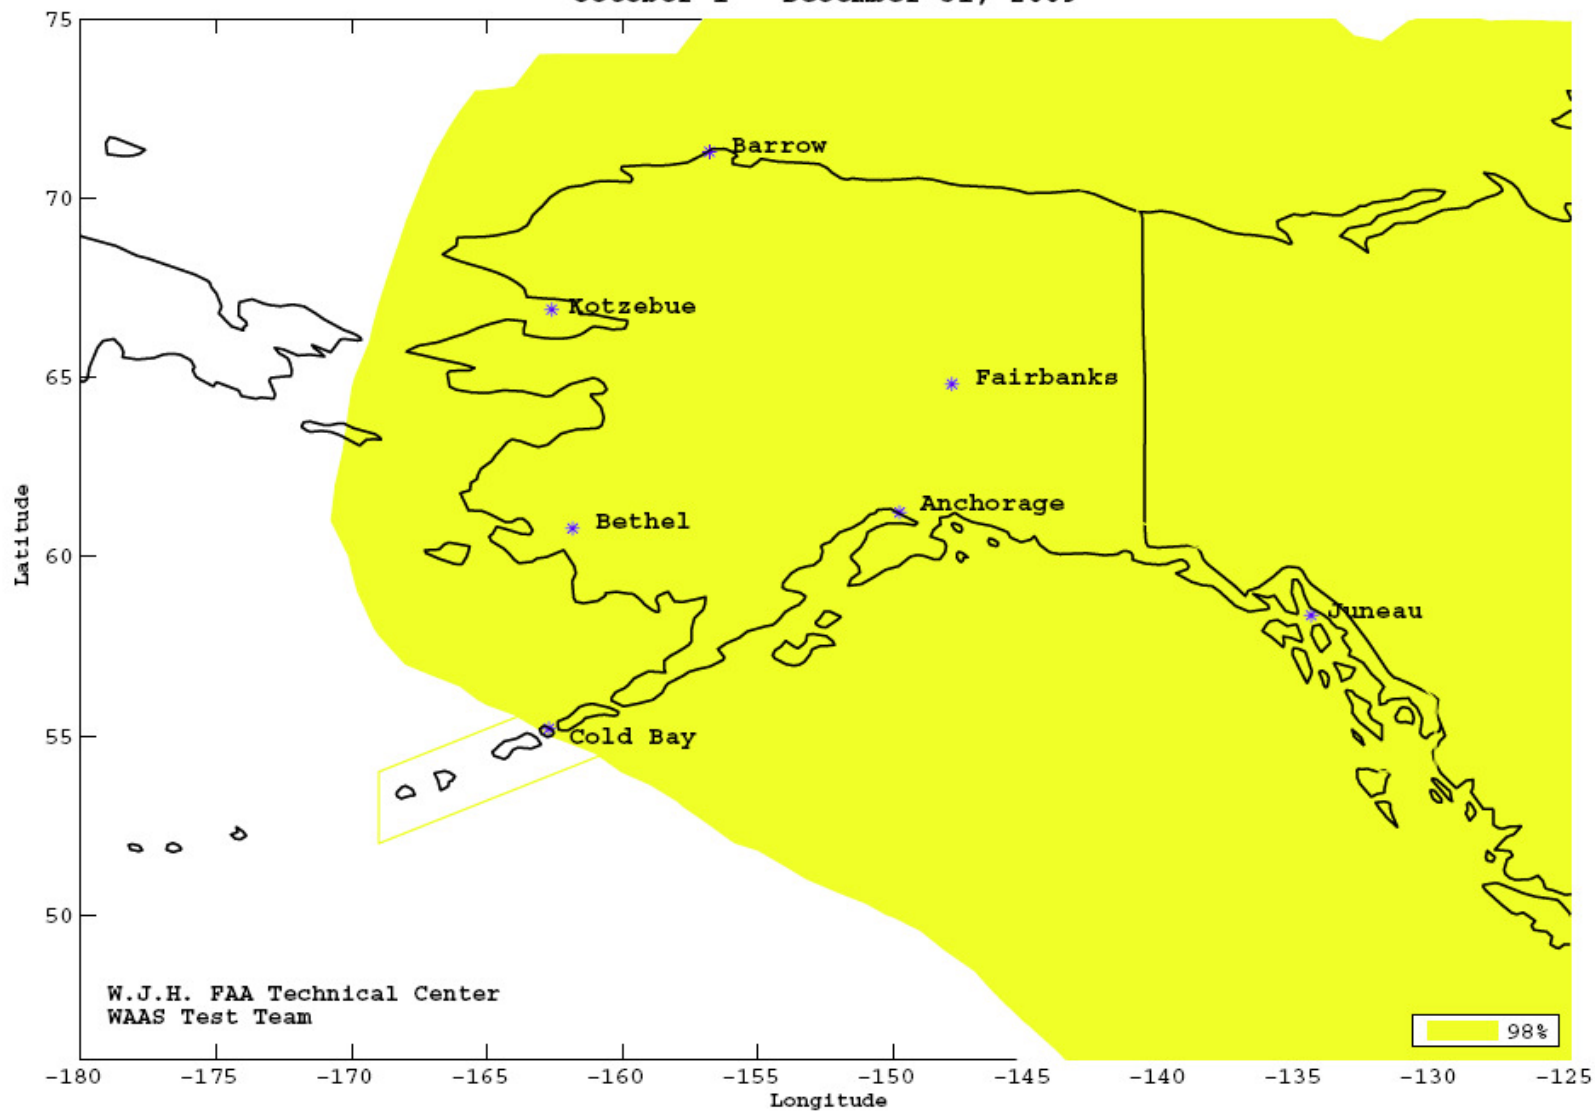 75
Barrow
70
Kotzebue
65
Fairbanks
Anchorage
Bethel
60
Juneau
55
Cold Bay
50
Latitude
W.J.H. FAA Technical Center
WAAS Test Team
98%
-180 -175 -170 -165 -160 -155 -150 -145 -140 -135 -130 -125
Longitude